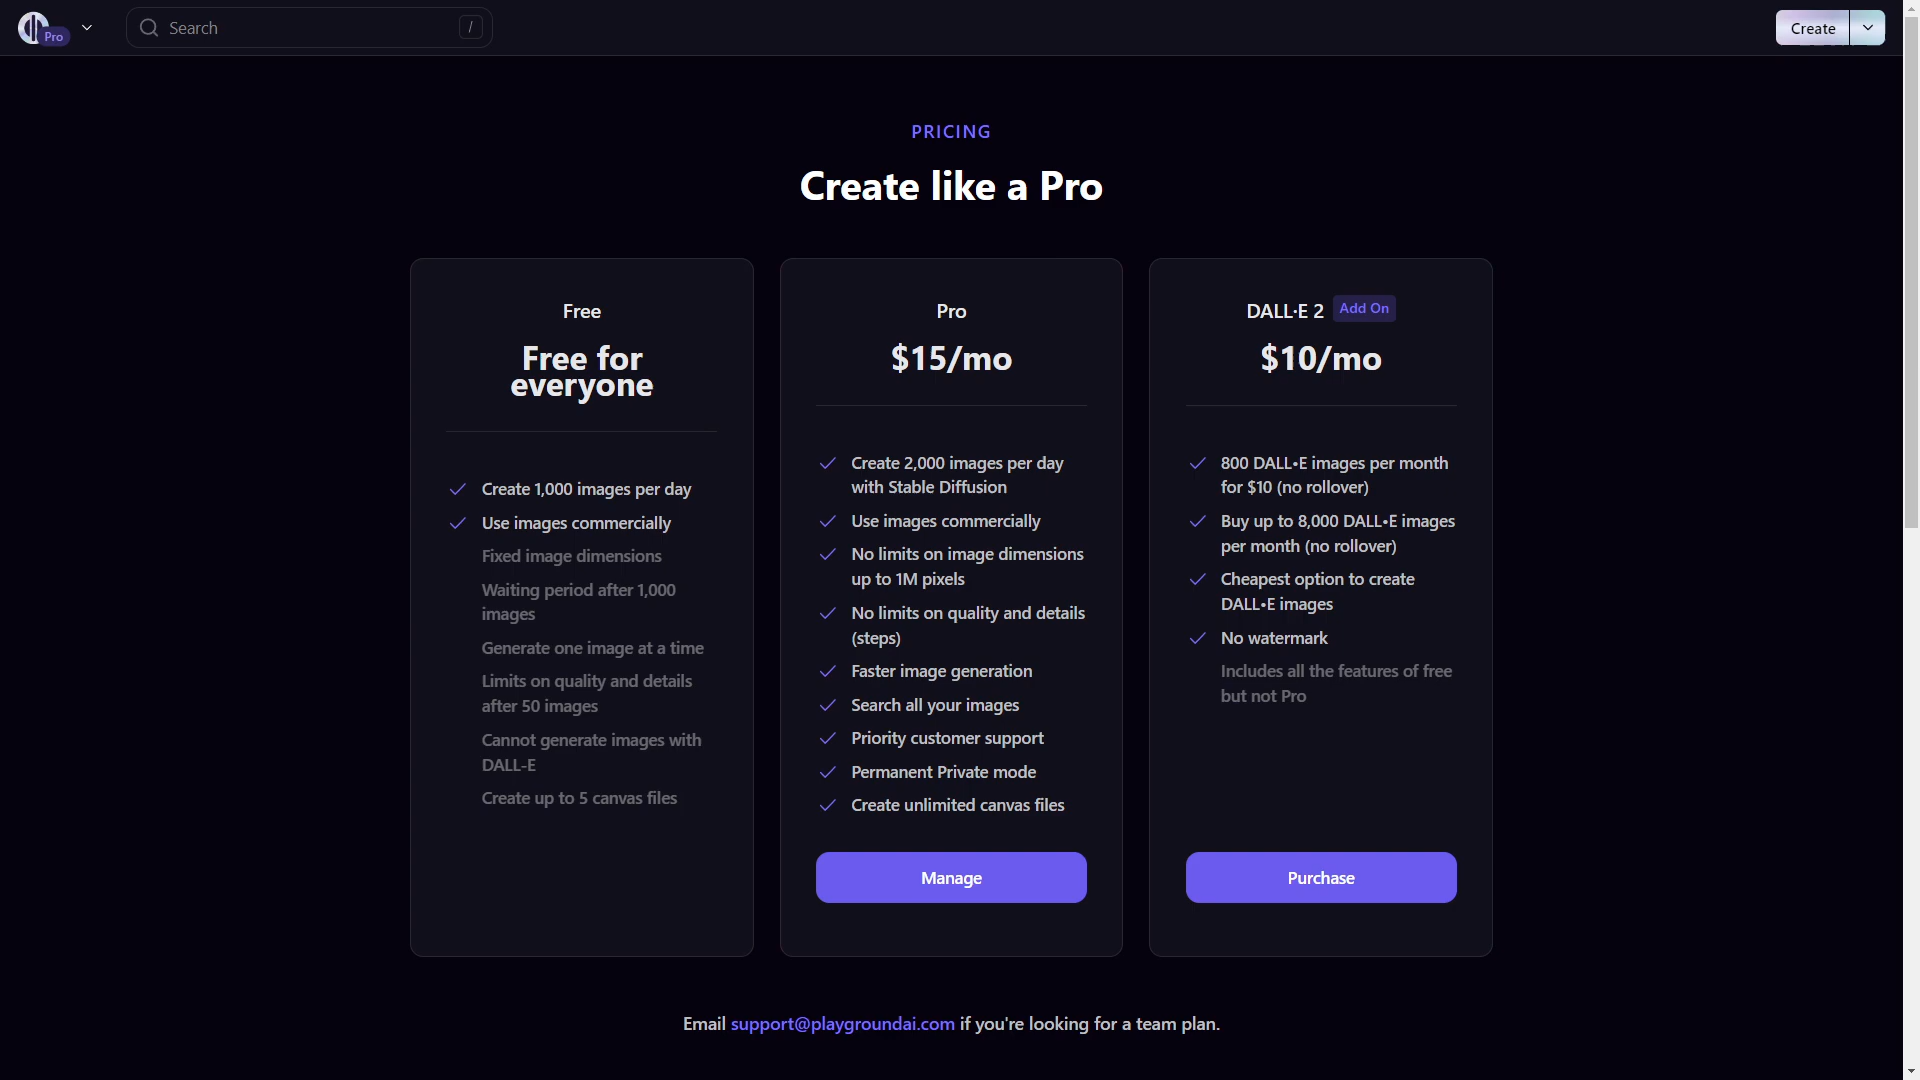 Pro
Search
/
Create
PRICING
Create like a Pro
Free
Free for
everyone
Create 1,000 images per day
Use images commercially
Fixed image dimensions
Waiting period after 1,000
images
Generate one image at a time
Limits on quality and details
after 50 images
Cannot generate images with
DALL-E
Create up to 5 canvas files
Pro
$15/mo
Create 2,000 images per day
with Stable Diffusion
Use images commercially
No limits on image dimensions
up to 1M pixels
No limits on quality and details
(steps)
Faster image generation
Search all your images
Priority customer support
Permanent Private mode
Create unlimited canvas files
Manage
DALL·E 2 Add On
$10/mo
800 DALL•E images per month
for $10 (no rollover)
Buy up to 8,000 DALL•E images
per month (no rollover)
Cheapest option to create
DALL•E images
No watermark
Includes all the features of free
but not Pro
Purchase
Email support@playgroundai.com if you're looking for a team plan.